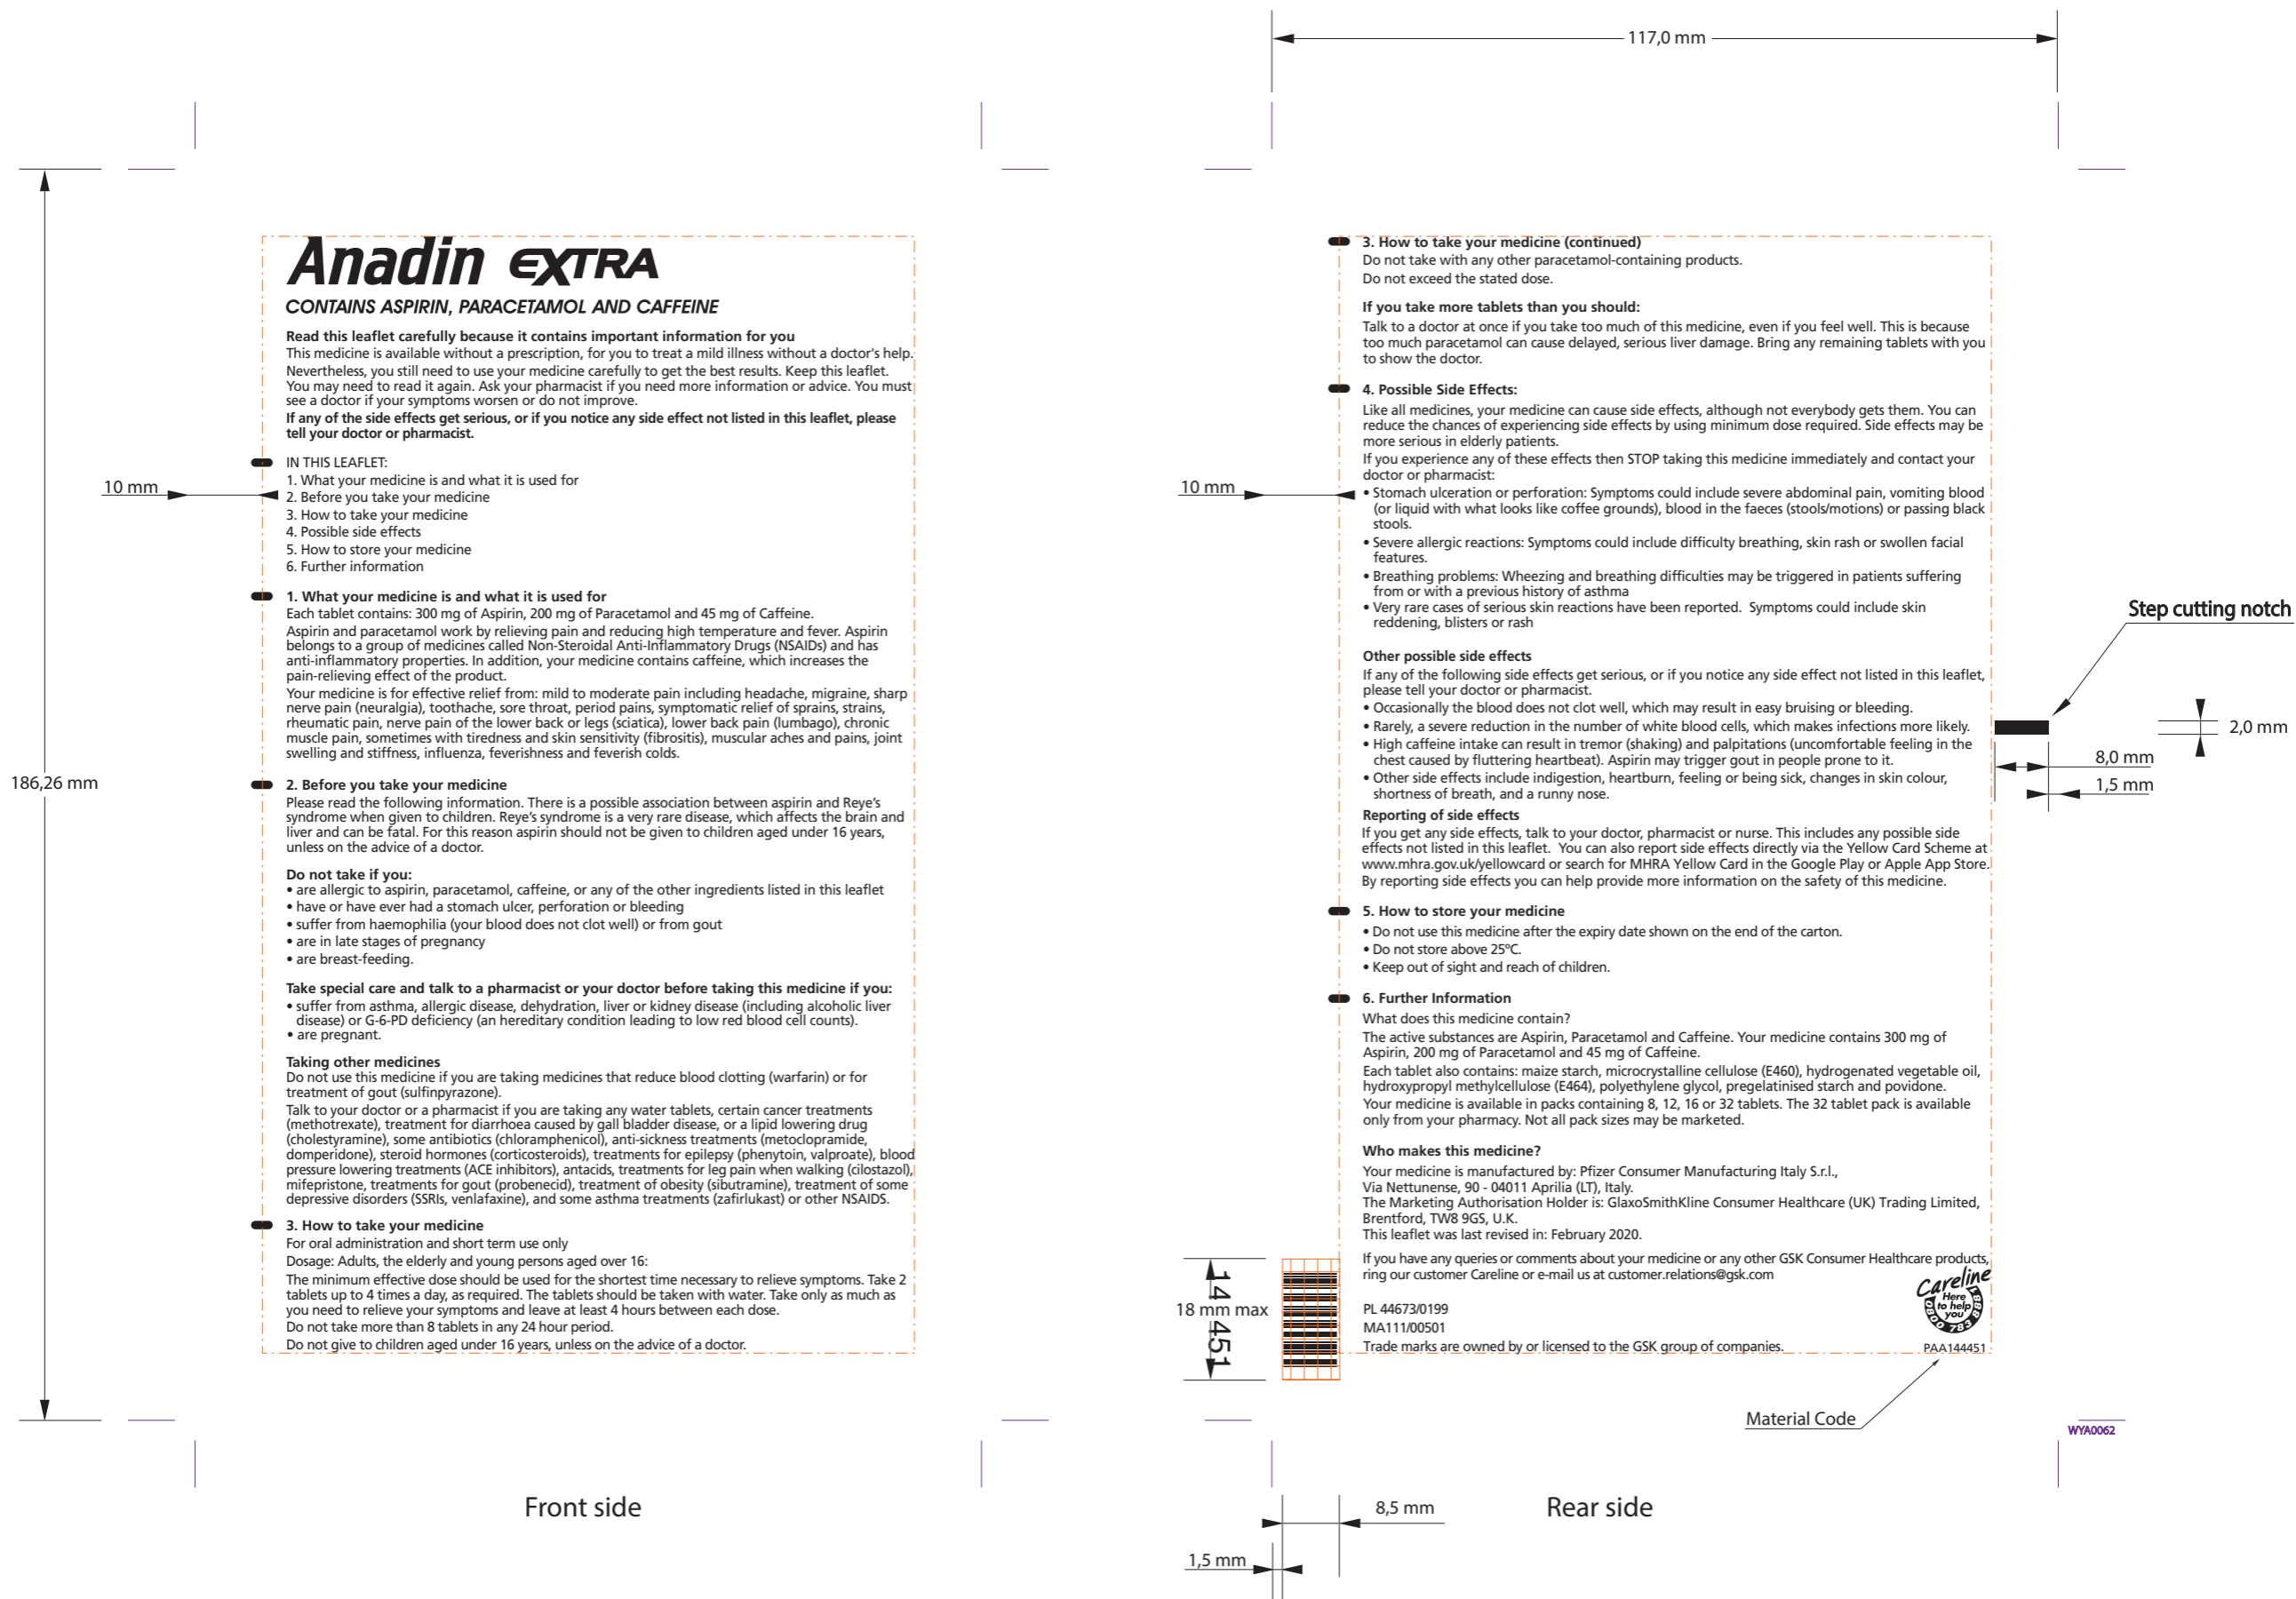 117,0 mm
Anadin EXTRA
CONTAINS ASPIRIN, PARACETAMOL AND CAFFEINE
Read this leaflet carefully because it contains important information for you
This medicine is available without a prescription, for you to treat a mild illness without a doctor's help.
Nevertheless, you still need to use your medicine carefully to get the best results. Keep this leaflet.
You may need to read it again. Ask your pharmacist if you need more information or advice. You must
see a doctor if your symptoms worsen or do not improve.
If any of the side effects get serious, or if you notice any side effect not listed in this leaflet, please
tell your doctor or pharmacist.
IN THIS LEAFLET:
1. What your medicine is and what it is used for
2. Before you take your medicine
3. How to take your medicine
4. Possible side effects
5. How to store your medicine
6. Further information
10 mm
1. What your medicine is and what it is used for
Each tablet contains: 300 mg of Aspirin, 200 mg of Paracetamol and 45 mg of Caffeine.
Aspirin and paracetamol work by relieving pain and reducing high temperature and fever. Aspirin
belongs to a group of medicines called Non-Steroidal Anti-Inflammatory Drugs (NSAIDs) and has
anti-inflammatory properties. In addition, your medicine contains caffeine, which increases the
pain-relieving effect of the product.
Your medicine is for effective relief from: mild to moderate pain including headache, migraine, sharp
nerve pain (neuralgia), toothache, sore throat, period pains, symptomatic relief of sprains, strains,
rheumatic pain, nerve pain of the lower back or legs (sciatica), lower back pain (lumbago), chronic
muscle pain, sometimes with tiredness and skin sensitivity (fibrositis), muscular aches and pains, joint
swelling and stiffness, influenza, feverishness and feverish colds.
186,26 mm
2. Before you take your medicine
Please read the following information. There is a possible association between aspirin and Reye's
syndrome when given to children. Reye's syndrome is a very rare disease, which affects the brain and
liver and can be fatal. For this reason aspirin should not be given to children aged under 16 years,
unless on the advice of a doctor.
Do not take if you:
• are allergic to aspirin, paracetamol, caffeine, or any of the other ingredients listed in this leaflet
• have or have ever had a stomach ulcer, perforation or bleeding
• suffer from haemophilia (your blood does not clot well) or from gout
• are in late stages of pregnancy
• are breast-feeding.
Take special care and talk to a pharmacist or your doctor before taking this medicine if you:
• suffer from asthma, allergic disease, dehydration, liver or kidney disease (including alcoholic liver
disease) or G-6-PD deficiency (an hereditary condition leading to low red blood cell counts).
• are pregnant.
Taking other medicines
Do not use this medicine if you are taking medicines that reduce blood clotting (warfarin) or for
treatment of gout (sulfinpyrazone).
Talk to your doctor or a pharmacist if you are taking any water tablets, certain cancer treatments
(methotrexate), treatment for diarrhoea caused by gall bladder disease, or a lipid lowering drug
(cholestyramine), some antibiotics (chloramphenicol), anti-sickness treatments (metoclopramide,
domperidone), steroid hormones (corticosteroids), treatments for epilepsy (phenytoin, valproate), blood
pressure lowering treatments (ACE inhibitors), antacids, treatments for leg pain when walking (cilostazol),
mifepristone, treatments for gout (probenecid), treatment of obesity (sibutramine), treatment of some
depressive disorders (SSRIs, venlafaxine), and some asthma treatments (zafirlukast) or other NSAIDS.
3. How to take your medicine
For oral administration and short term use only
Dosage: Adults, the elderly and young persons aged over 16:
The minimum effective dose should be used for the shortest time necessary to relieve symptoms. Take 2
tablets up to 4 times a day, as required. The tablets should be taken with water. Take only as much as
you need to relieve your symptoms and leave at least 4 hours between each dose.
Do not take more than 8 tablets in any 24 hour period.
Do not give to children aged under 16 years, unless on the advice of a doctor.
Front side
3. How to take your medicine (continued)
Do not take with any other paracetamol-containing products.
Do not exceed the stated dose.
If you take more tablets than you should:
Talk to a doctor at once if you take too much of this medicine, even if you feel well. This is because
too much paracetamol can cause delayed, serious liver damage. Bring any remaining tablets with you
to show the doctor.
4. Possible Side Effects:
Like all medicines, your medicine can cause side effects, although not everybody gets them. You can
reduce the chances of experiencing side effects by using minimum dose required. Side effects may be
more serious in elderly patients.
If you experience any of these effects then STOP taking this medicine immediately and contact your
doctor or pharmacist:
10 mm
• Stomach ulceration or perforation: Symptoms could include severe abdominal pain, vomiting blood
(or liquid with what looks like coffee grounds), blood in the faeces (stools/motions) or passing black
stools.
• Severe allergic reactions: Symptoms could include difficulty breathing, skin rash or swollen facial
features.
• Breathing problems: Wheezing and breathing difficulties may be triggered in patients suffering
from or with a previous history of asthma
• Very rare cases of serious skin reactions have been reported. Symptoms could include skin
reddening, blisters or rash
Step cutting notch
Other possible side effects
If any of the following side effects get serious, or if you notice any side effect not listed in this leaflet,
please tell your doctor or pharmacist.
• Occasionally the blood does not clot well, which may result in easy bruising or bleeding.
• Rarely, a severe reduction in the number of white blood cells, which makes infections more likely.
• High caffeine intake can result in tremor (shaking) and palpitations (uncomfortable feeling in the
chest caused by fluttering heartbeat). Aspirin may trigger gout in people prone to it.
• Other side effects include indigestion, heartburn, feeling or being sick, changes in skin colour,
shortness of breath, and a runny nose.
2,0 mm
8,0 mm
1,5 mm
Reporting of side effects
If you get any side effects, talk to your doctor, pharmacist or nurse. This includes any possible side
effects not listed in this leaflet. You can also report side effects directly via the Yellow Card Scheme at
www.mhra.gov.uk/yellowcard or search for MHRA Yellow Card in the Google Play or Apple App Store.
By reporting side effects you can help provide more information on the safety of this medicine.
5. How to store your medicine
• Do not use this medicine after the expiry date shown on the end of the carton.
• Do not store above 25ºC.
• Keep out of sight and reach of children.
6. Further Information
What does this medicine contain?
The active substances are Aspirin, Paracetamol and Caffeine. Your medicine contains 300 mg of
Aspirin, 200 mg of Paracetamol and 45 mg of Caffeine.
Each tablet also contains: maize starch, microcrystalline cellulose (E460), hydrogenated vegetable oil,
hydroxypropyl methylcellulose (E464), polyethylene glycol, pregelatinised starch and povidone.
Your medicine is available in packs containing 8, 12, 16 or 32 tablets. The 32 tablet pack is available
only from your pharmacy. Not all pack sizes may be marketed.
Who makes this medicine?
Your medicine is manufactured by: Pfizer Consumer Manufacturing Italy S.r.l.,
Via Nettunense, 90 - 04011 Aprilia (LT), Italy.
The Marketing Authorisation Holder is: GlaxoSmithKline Consumer Healthcare (UK) Trading Limited,
Brentford, TW8 9GS, U.K.
This leaflet was last revised in: February 2020.
If you have any queries or comments about your medicine or any other GSK Consumer Healthcare products,
ring our customer Careline or e-mail us at customer.relations@gsk.com
Careline
Here
to help
you
0800 783 8881
18 mm max
PL 44673/0199
MA111/00501
Trade marks are owned by or licensed to the GSK group of companies.
PAA144451
Material Code
WYA0062
8,5 mm
Rear side
1,5 mm